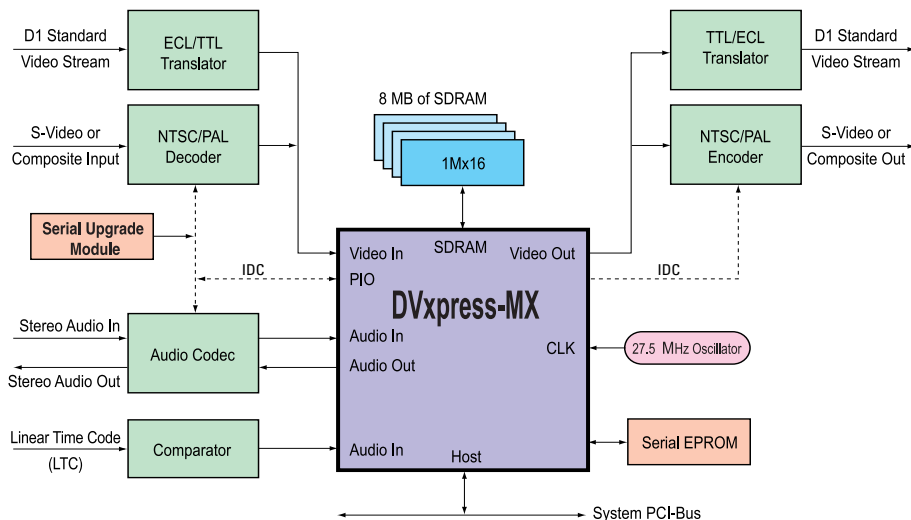 D1 Standard
Video Stream
ECL/TTL
Translator
TTL/ECL
Translator
D1 Standard
Video Stream
8 MB of SDRAM
1Mx16
S-Video or
Composite Input
NTSC/PAL
Decoder
NTSC/PAL
Encoder
S-Video or
Composite Out
Serial Upgrade
Module
IDC
Video In
SDRAM
Video Out
PIO
IDC
DVxpress-MX
Stereo Audio In
Stereo Audio Out
Audio Codec
Audio In
Audio Out
CLK
27.5 MHz Oscillator
Linear Time Code
(LTC)
Comparator
Audio In
Host
Serial EPROM
System PCI-Bus